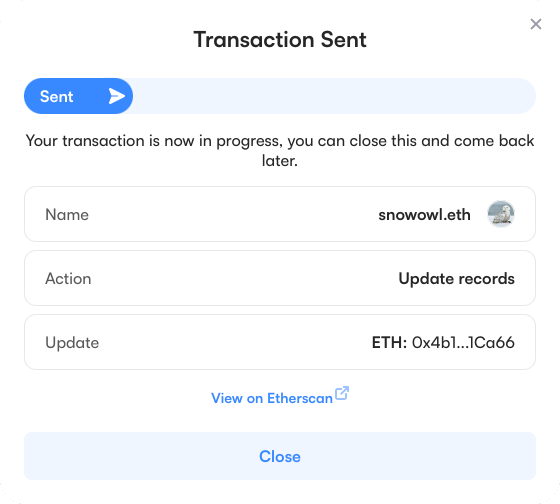 Transaction Sent
Sent
Your transaction is now in progress, you can close this and come back
later.
Name
snowowl.eth
Action
Update records
Update
ETH: 0x4b1...1Ca66
View on Etherscan
Close